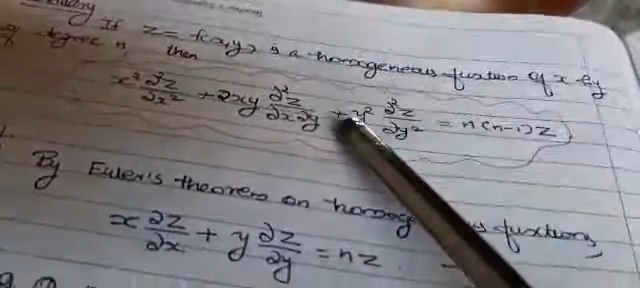 If z = f(x,y) is a homogeneous function of x & y
of degree n, then
x² ∂²z/∂x² + 2xy ∂²z/∂x∂y + y² ∂²z/∂y² = n(n-1)z
By Euler's theorem on homog functions,
x ∂z/∂x + y ∂z/∂y = nz